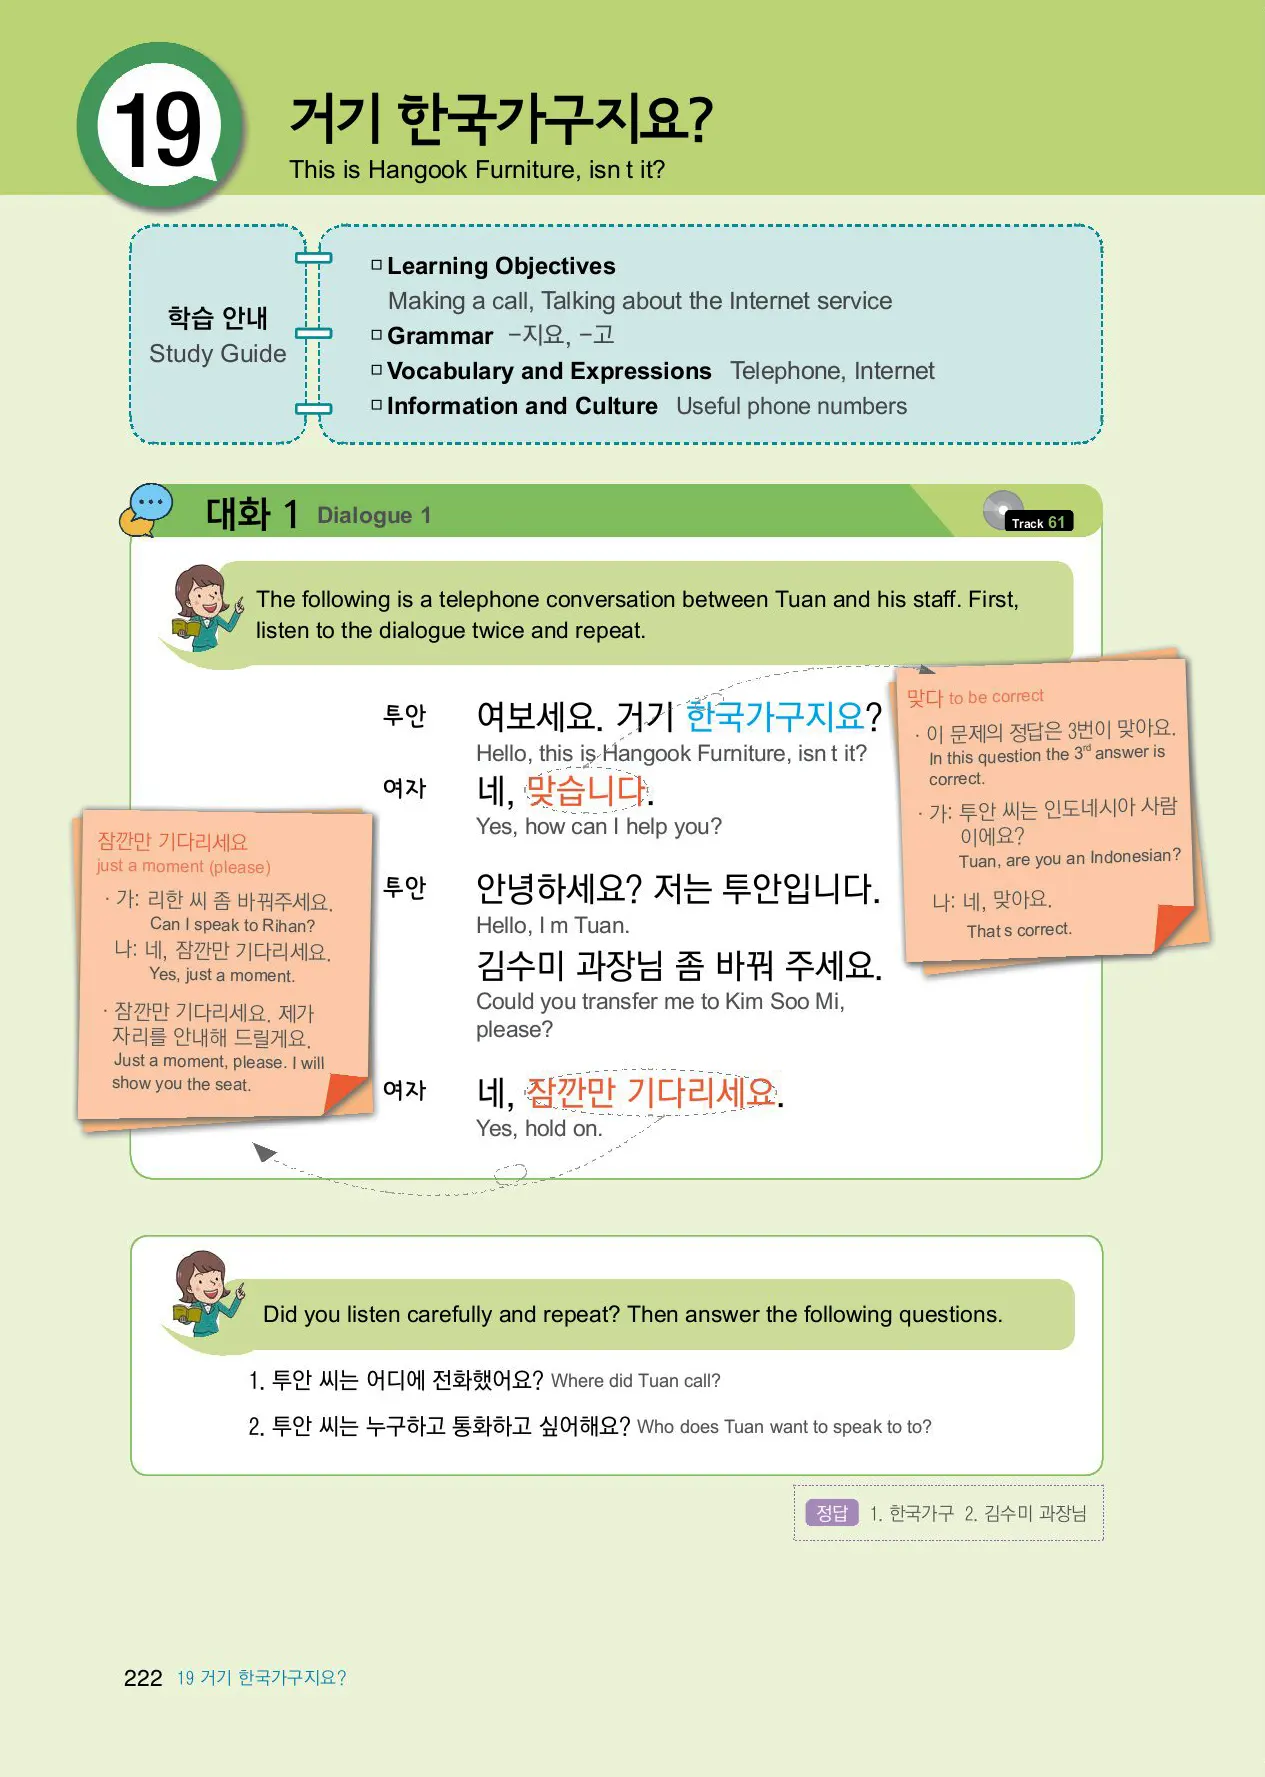 19
거기 한국가구지요?
This is Hangook Furniture, isn t it?
학습 안내
Study Guide
Learning Objectives
Making a call, Talking about the Internet service
Grammar -지요, -고
Vocabulary and Expressions Telephone, Internet
Information and Culture Useful phone numbers
대화 1 Dialogue 1
Track 61
The following is a telephone conversation between Tuan and his staff. First,
listen to the dialogue twice and repeat.
투안 여보세요. 거기 한국가구지요?
Hello, this is Hangook Furniture, isn t it?
여자 네, 맞습니다.
Yes, how can I help you?
투안 안녕하세요? 저는 투안입니다.
Hello, I m Tuan.
김수미 과장님 좀 바꿔 주세요.
Could you transfer me to Kim Soo Mi,
please?
여자 네, 잠깐만 기다리세요.
Yes, hold on.
맞다 to be correct
· 이 문제의 정답은 3번이 맞아요.
In this question the 3rd answer is
correct.
· 가: 투안 씨는 인도네시아 사람
이에요?
Tuan, are you an Indonesian?
나: 네, 맞아요.
That s correct.
잠깐만 기다리세요
just a moment (please)
· 가: 리한 씨 좀 바꿔주세요.
Can I speak to Rihan?
나: 네, 잠깐만 기다리세요.
Yes, just a moment.
· 잠깐만 기다리세요. 제가
자리를 안내해 드릴게요.
Just a moment, please. I will
show you the seat.
Did you listen carefully and repeat? Then answer the following questions.
1. 투안 씨는 어디에 전화했어요? Where did Tuan call?
2. 투안 씨는 누구하고 통화하고 싶어해요? Who does Tuan want to speak to to?
정답 1. 한국가구 2. 김수미 과장님
222 19 거기 한국가구지요?